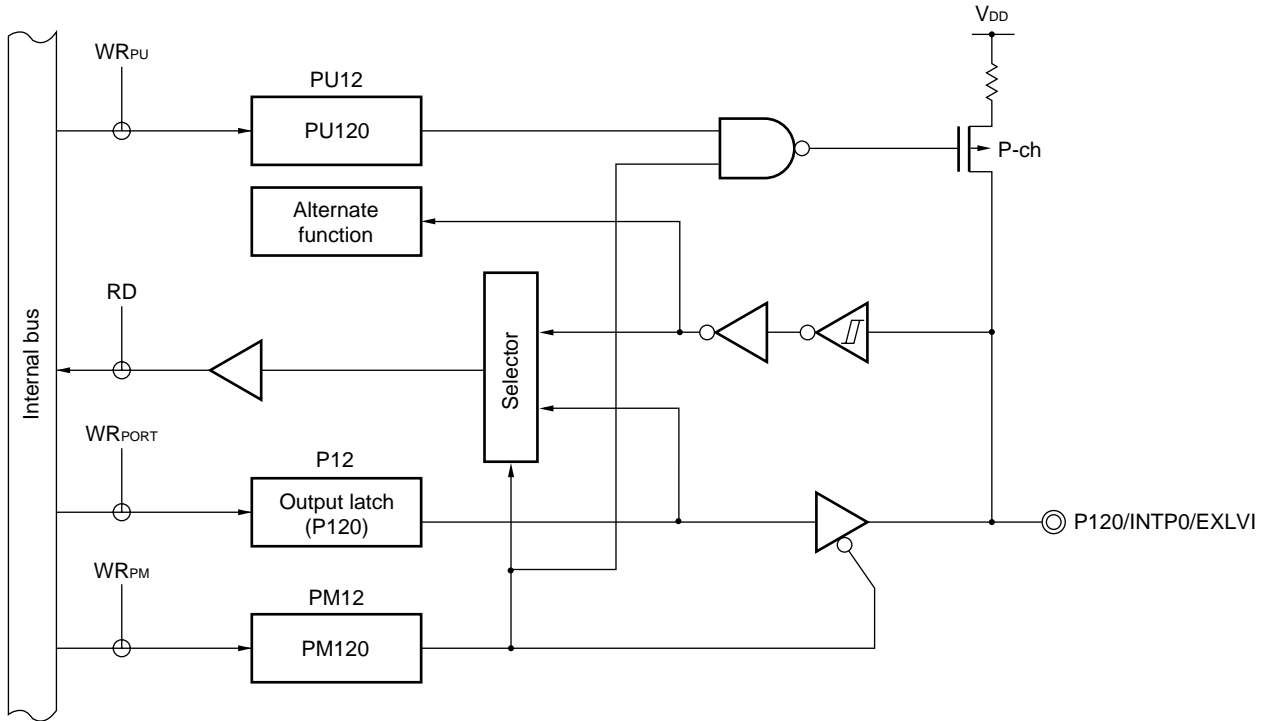 VDD
WRPU
PU12
PU120
P-ch
Alternate
function
RD
Internal bus
Selector
WRPORT
P12
Output latch
(P120)
P120/INTP0/EXLVI
WRPM
PM12
PM120